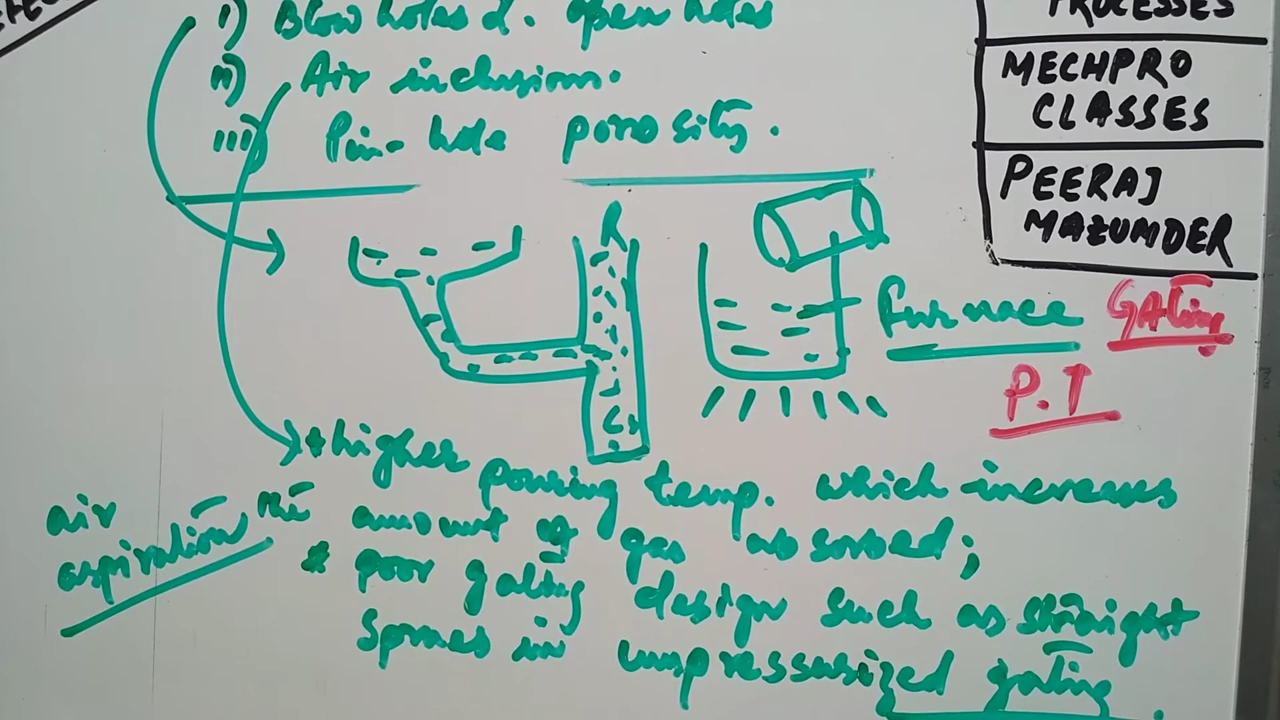 i) Blow holes & open holes
ii) Air inclusion.
iii) Pin-hole porosity.
PROCESSES
MECHPRO
CLASSES
PEERAJ
MAZUMDER
R
furnace
GATing
P.T
* higher pouring temp. which increases
the amount of gas absorbed;
* poor gating design such as straight
sprues in unpressurized gating
air
aspiration